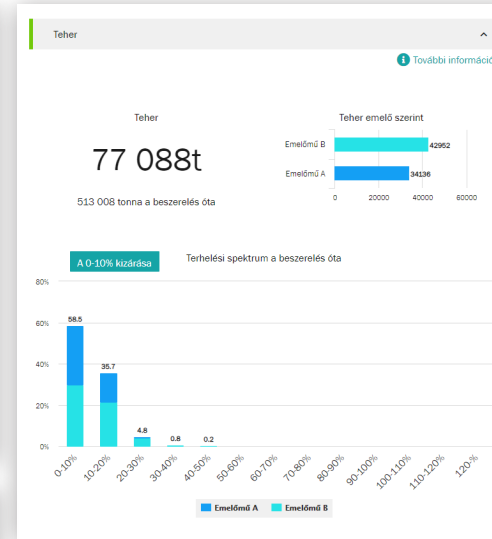 Teher
További információ
Teher
77 088t
513 008 tonna a beszerelés óta
Teher emelő szerint
Emelőmű B
42952
Emelőmű A
34136
0 20000 40000 60000
A 0-10% kizárása
Terhelési spektrum a beszerelés óta
80%
60%
40%
20%
0%
58.5
35.7
4.8
0.8
0.2
0-10% 10-20% 20-30% 30-40% 40-50% 50-60% 60-70% 70-80% 80-90% 90-100% 100-110% 110-120% 120-%
Emelőmű A Emelőmű B